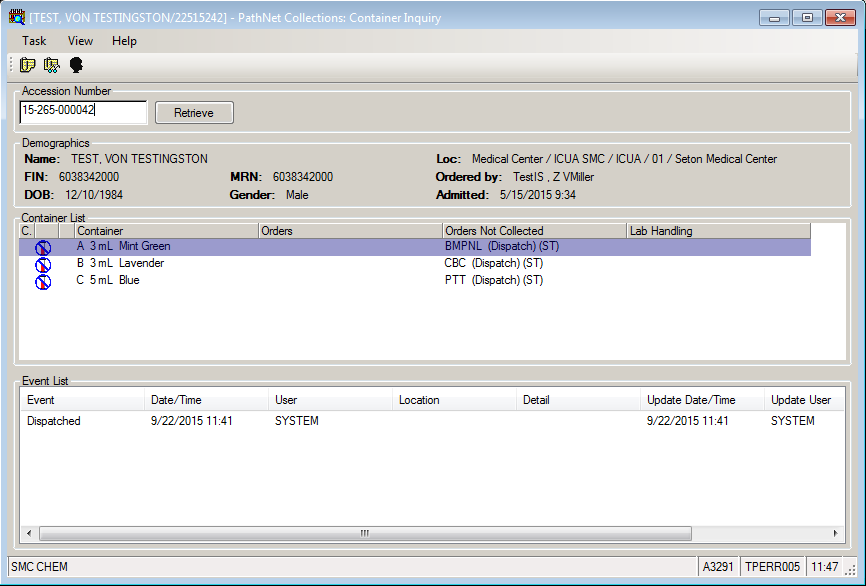 [TEST, VON TESTINGSTON/22515242] - PathNet Collections: Container Inquiry
Task View Help
Accession Number
15-265-000042
Retrieve
Demographics
Name: TEST, VON TESTINGSTON Loc: Medical Center / ICUA SMC / ICUA / 01 / Seton Medical Center
FIN: 6038342000 MRN: 6038342000 Ordered by: TestIS , Z VMiller
DOB: 12/10/1984 Gender: Male Admitted: 5/15/2015 9:34
Container List
C. Container Orders Orders Not Collected Lab Handling
A 3 mL Mint Green BMPNL (Dispatch) (ST)
B 3 mL Lavender CBC (Dispatch) (ST)
C 5 mL Blue PTT (Dispatch) (ST)
Event List
Event Date/Time User Location Detail Update Date/Time Update User
Dispatched 9/22/2015 11:41 SYSTEM 9/22/2015 11:41 SYSTEM
SMC CHEM A3291 TPERR005 11:47